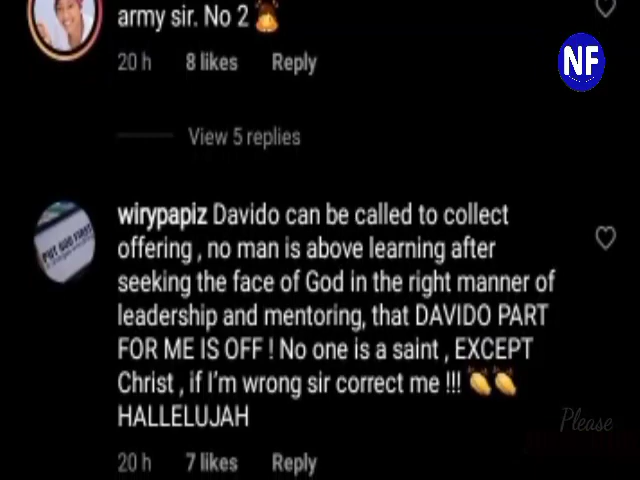 army sir. No 2
20 h 8 likes Reply
NF
View 5 replies
wirypapiz Davido can be called to collect
offering , no man is above learning after
seeking the face of God in the right manner of
leadership and mentoring, that DAVIDO PART
FOR ME IS OFF ! No one is a saint , EXCEPT
Christ , if I'm wrong sir correct me !!!
HALLELUJAH
PUT GOD FIRST
Please
20 h 7 likes Reply